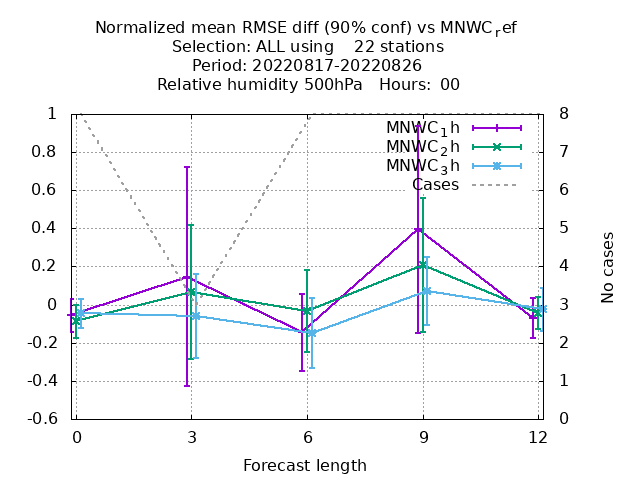 Normalized mean RMSE diff (90% conf) vs MNWC_ref
Selection: ALL using    22 stations
Period: 20220817-20220826
Relative humidity 500hPa   Hours:  00
MNWC_1h
MNWC_2h
MNWC_3h
Cases
1
0.8
0.6
0.4
0.2
0
-0.2
-0.4
-0.6
8
7
6
5
4
3
2
1
0
No cases
0 3 6 9 12
Forecast length